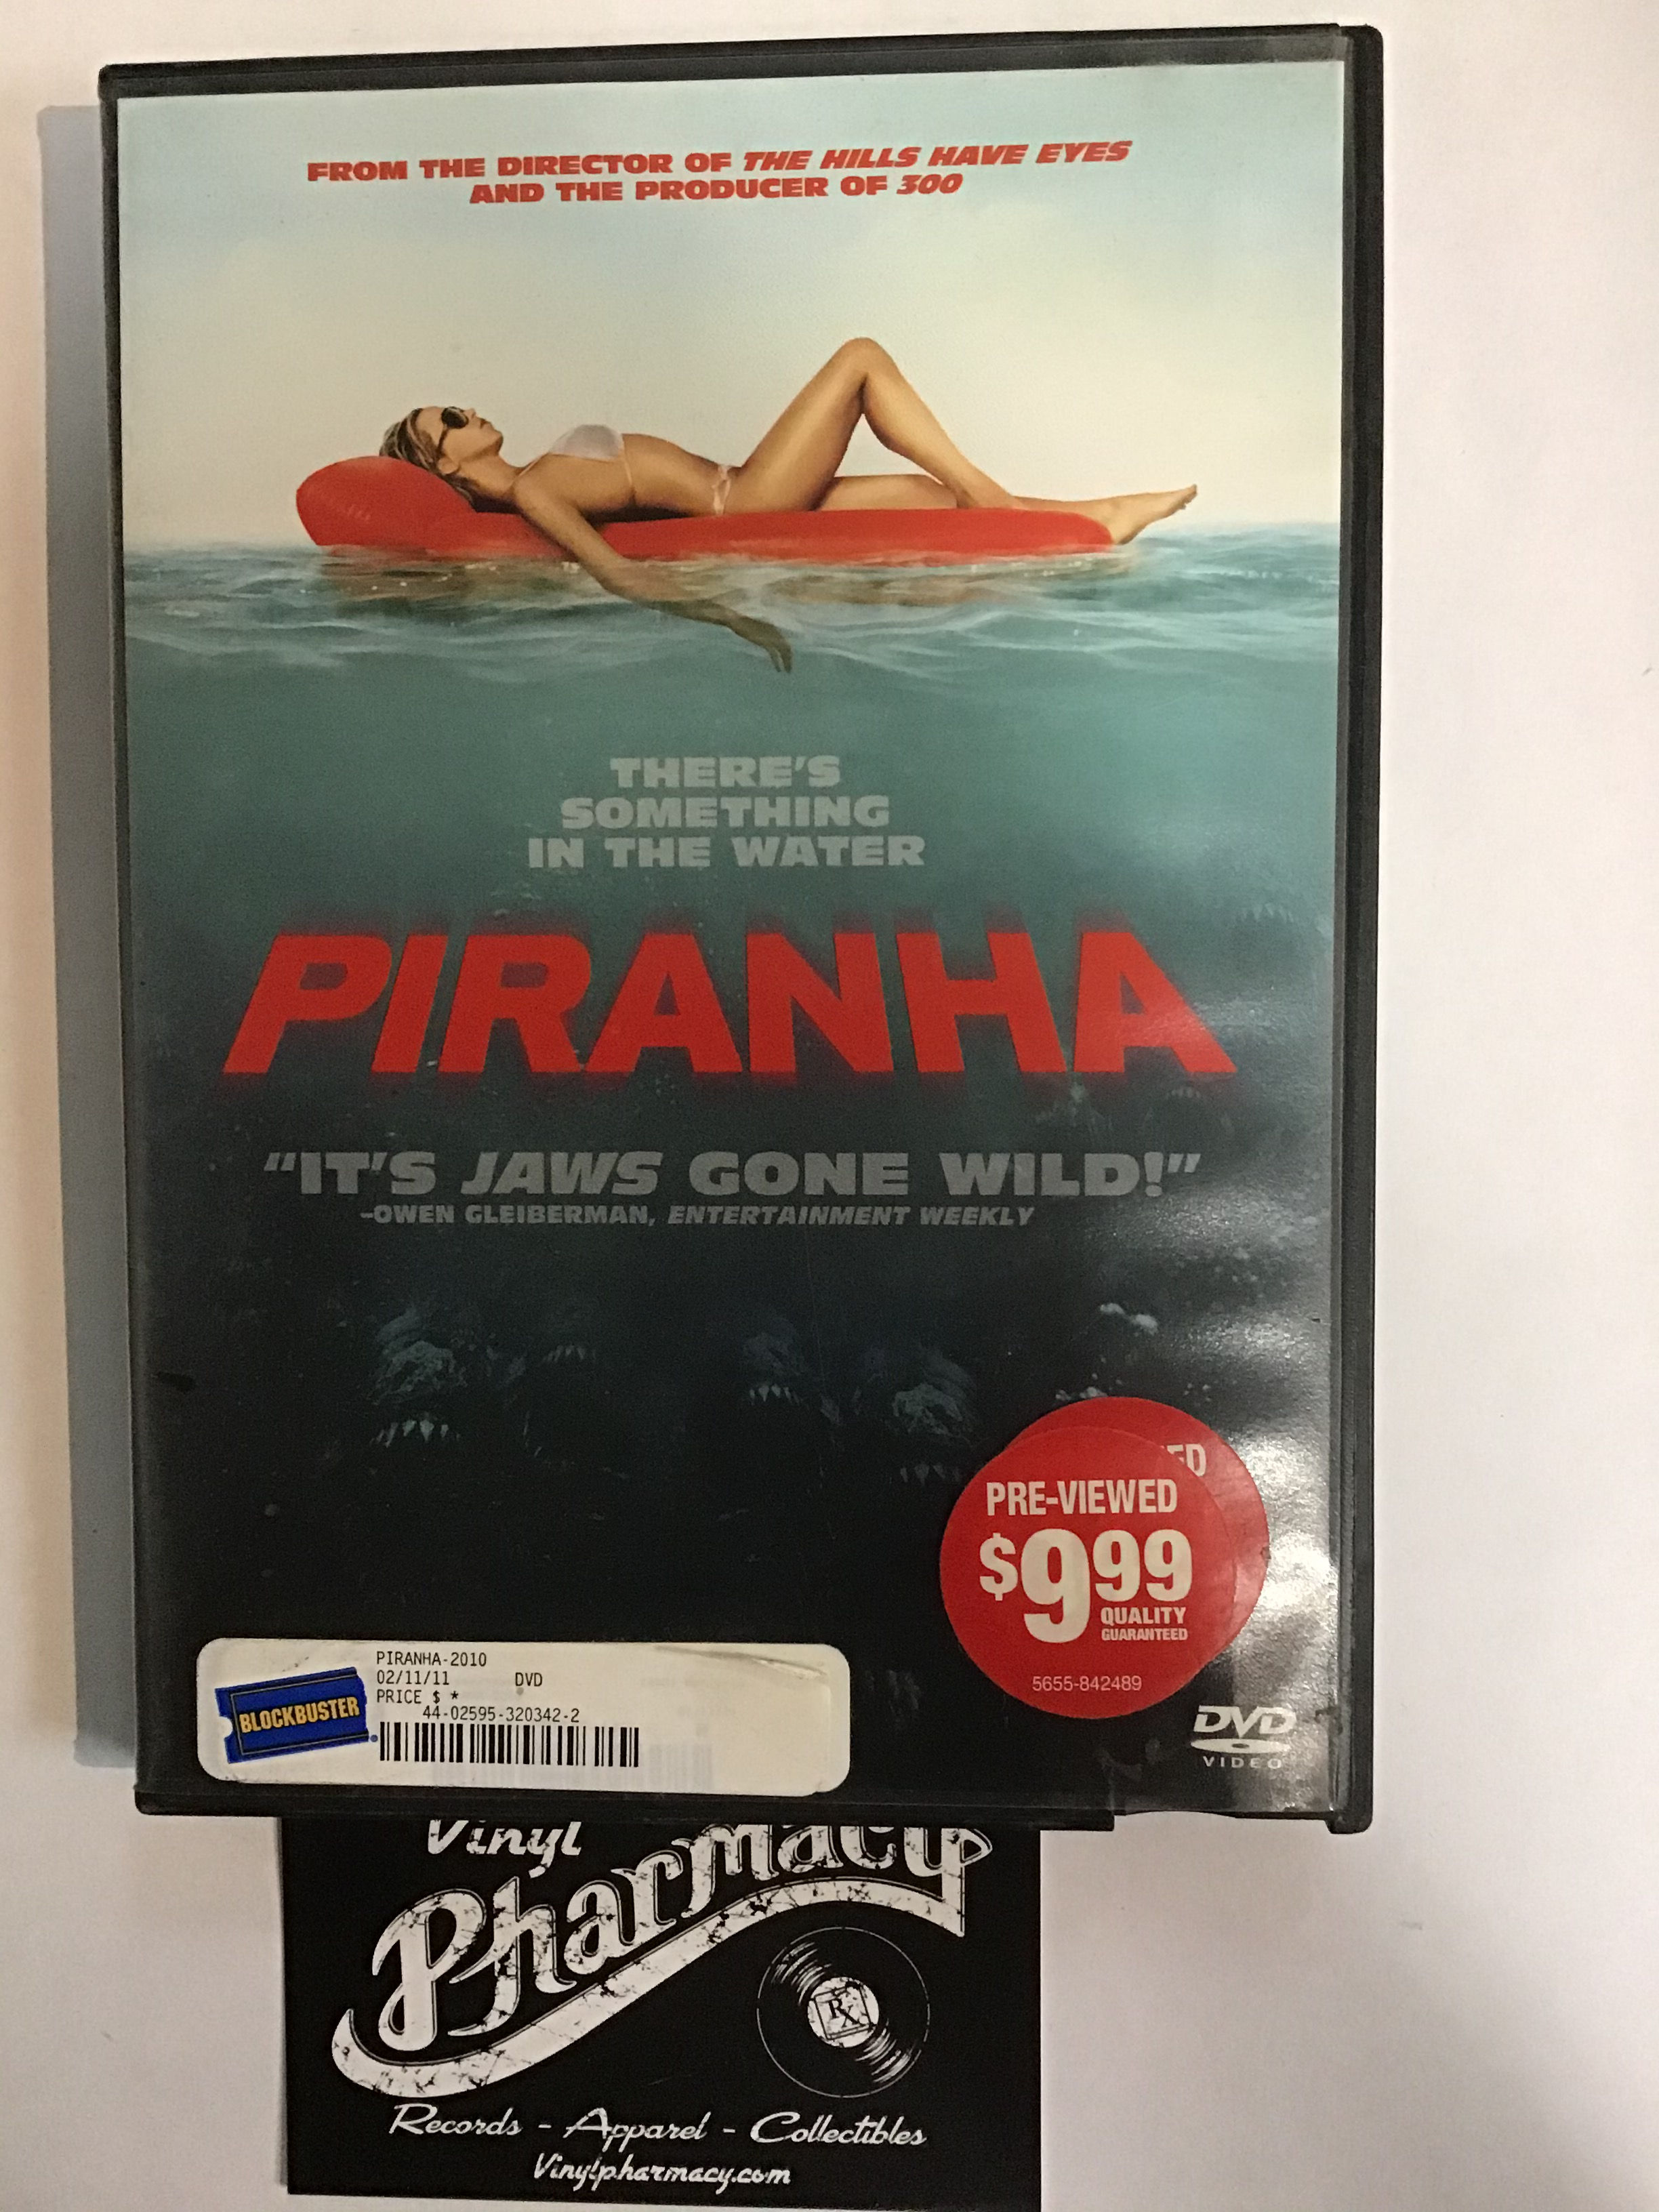 FROM THE DIRECTOR OF THE HILLS HAVE EYES
AND THE PRODUCER OF 300
THERE'S
SOMETHING
IN THE WATER
PIRANHA
"IT'S JAWS GONE WILD!"
-OWEN GLEIBERMAN, ENTERTAINMENT WEEKLY
ED
PRE-VIEWED
$9.99
QUALITY
GUARANTEED
5655-842489
BLOCKBUSTER
PIRANHA-2010
02/11/11 DVD
PRICE $ *
44-02595-320342-2
DVD
VIDEO
Vinyl
Pharmacy
RX
Records - Apparel - Collectibles
Vinylpharmacy.com